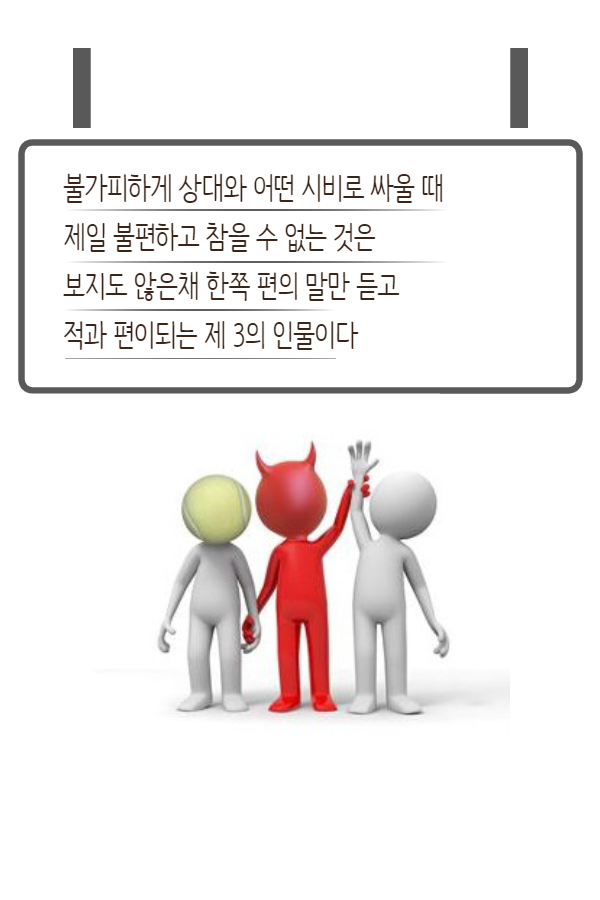 불가피하게 상대와 어떤 시비로 싸울 때
제일 불편하고 참을 수 없는 것은
보지도 않은채 한쪽 편의 말만 듣고
적과 편이되는 제 3의 인물이다